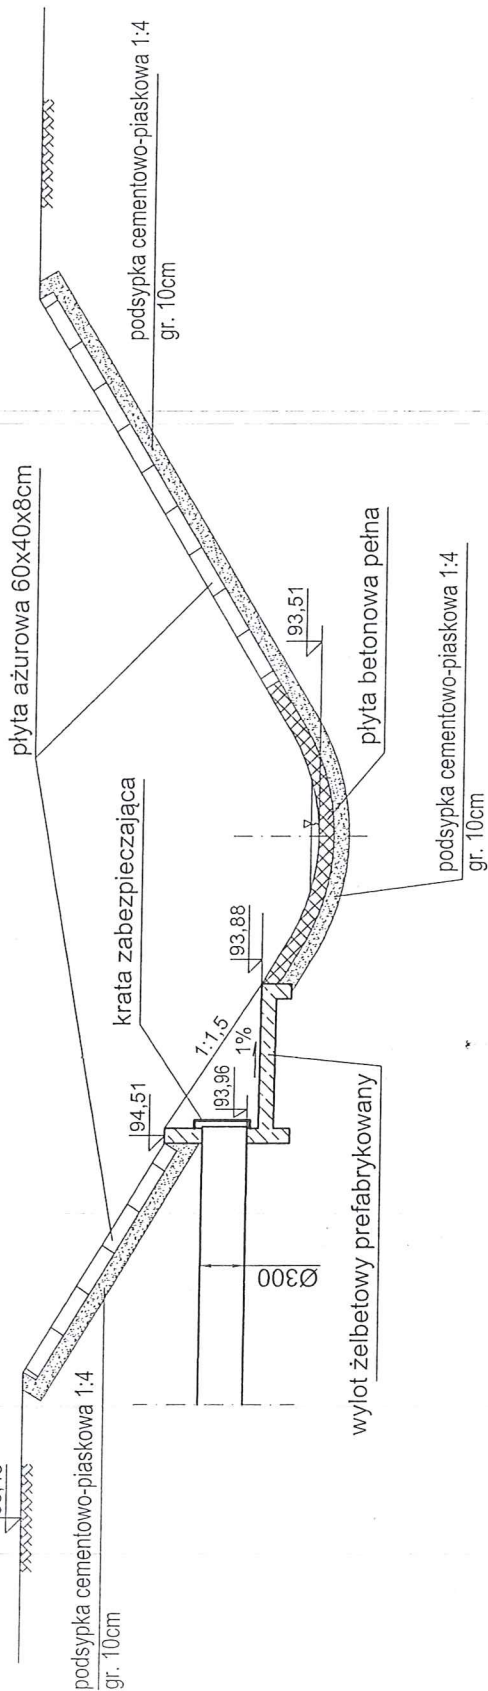 płyta ażurowa 60x40x8cm
podsypka cementowo-piaskowa 1:4
gr. 10cm
krata zabezpieczająca
94,51
1:1,5
93,96
1%
93,88
93,51
Ø300
podsypka cementowo-piaskowa 1:4
gr. 10cm
wylot żelbetowy prefabrykowany
płyta betonowa pełna
podsypka cementowo-piaskowa 1:4
gr. 10cm